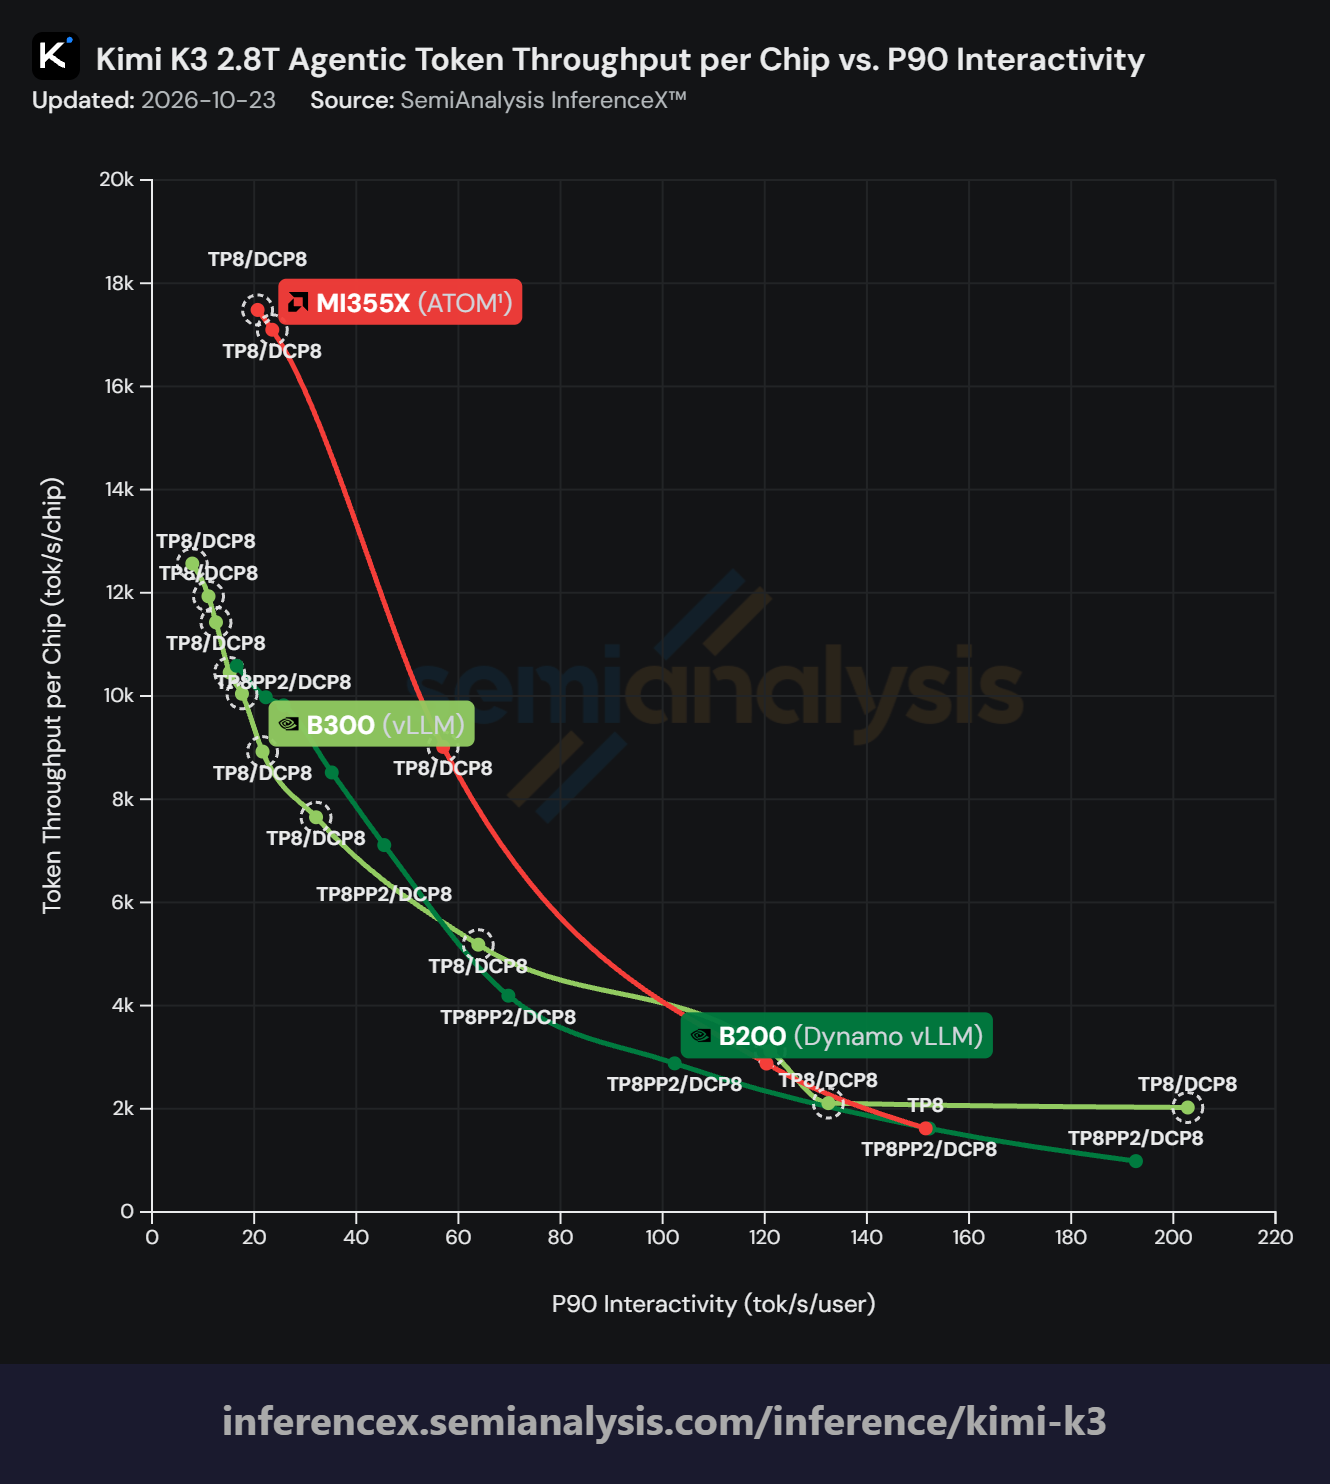 Kimi K3 2.8T Agentic Token Throughput per Chip vs. P90 Interactivity
Updated: 2026-10-23 Source: SemiAnalysis InferenceX™
20k
TP8/DCP8
18k
MI355X (ATOM¹)
TP8/DCP8
16k
14k
Token Throughput per Chip (tok/s/chip)
TP8/DCP8
TP8/DCP8
12k
TP8/DCP8
semianalysis
TP8PP2/DCP8
10k
B300 (vLLM)
TP8/DCP8
TP8/DCP8
8k
TP8/DCP8
TP8PP2/DCP8
6k
TP8/DCP8
4k
TP8PP2/DCP8
B200 (Dynamo vLLM)
TP8PP2/DCP8
TP8/DCP8
TP8/DCP8
2k
TP8
TP8PP2/DCP8
TP8PP2/DCP8
0
0 20 40 60 80 100 120 140 160 180 200 220
P90 Interactivity (tok/s/user)
inferencex.semianalysis.com/inference/kimi-k3